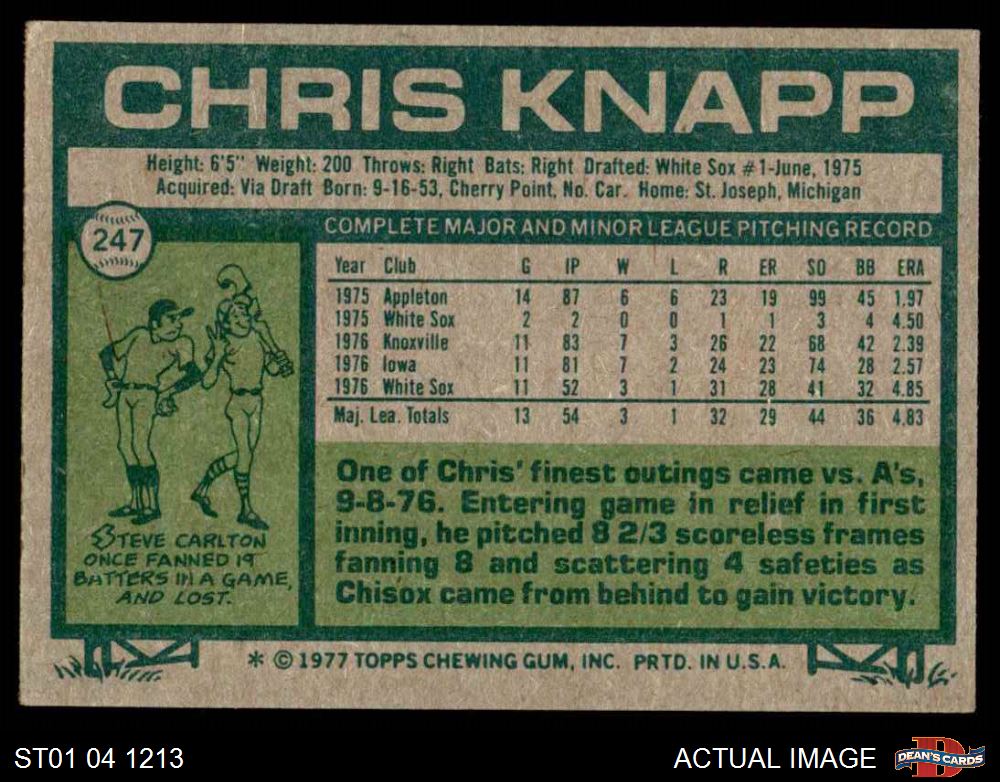 CHRIS KNAPP
Height: 6'5" Weight: 200 Throws: Right Bats: Right Drafted: White Sox #1-June, 1975
Acquired: Via Draft Born: 9-16-53, Cherry Point, No. Car. Home: St. Joseph, Michigan
247
COMPLETE MAJOR AND MINOR LEAGUE PITCHING RECORD
Year Club G IP W L R ER SO BB ERA
1975 Appleton 14 87 6 6 23 19 99 45 1.97
1975 White Sox 2 2 0 0 1 1 3 4 4.50
1976 Knoxville 11 83 7 3 26 22 68 42 2.39
1976 Iowa 11 81 7 2 24 23 74 28 2.57
1976 White Sox 11 52 3 1 31 28 41 32 4.85
Maj. Lea. Totals 13 54 3 1 32 29 44 36 4.83
STEVE CARLTON
ONCE FANNED 19
BATTERS IN A GAME,
AND LOST.
One of Chris' finest outings came vs. A's,
9-8-76. Entering game in relief in first
inning, he pitched 8 2/3 scoreless frames
fanning 8 and scattering 4 safeties as
Chisox came from behind to gain victory.
* © 1977 TOPPS CHEWING GUM, INC. PRTD. IN U.S.A.
ST01 04 1213
ACTUAL IMAGE
D
DEAN'S CARDS